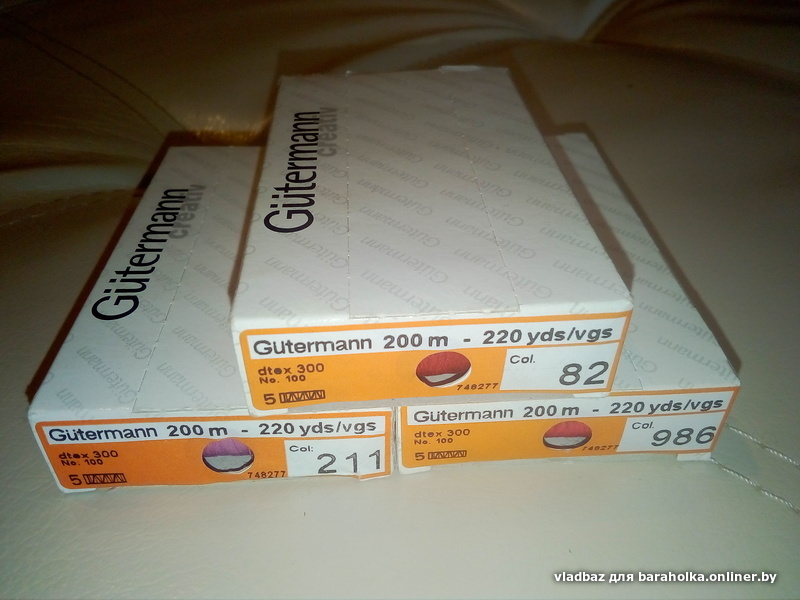 Gütermann
creativ
Gütermann 200 m - 220 yds/vgs
dtex 300
No. 100
5
748277
Col.
82
Gütermann
creativ
Gütermann 200 m - 220 yds/vgs
dtex 300
No. 100
5
748277
Col.
211
Gütermann 200 m - 220 yds/vgs
dtex 300
No. 100
5
748277
Col.
986
vladbaz для baraholka.onliner.by